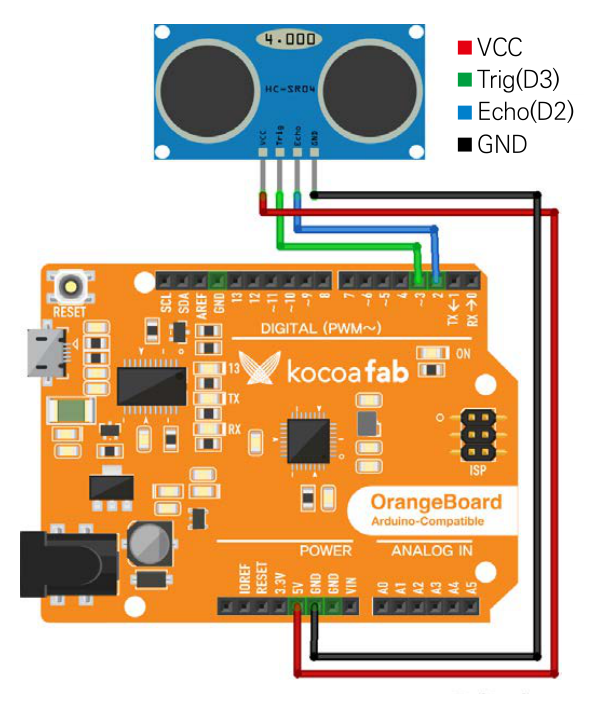 4.000
HC-SR04
VCC
Trig
Echo
GND
VCC
Trig(D3)
Echo(D2)
GND
RESET
SCL
SDA
AREF
GND
13
12
~11
~10
~9
8
7
~6
~5
4
~3
2
TX→1
RX←0
DIGITAL (PWM~)
ON
13
TX
RX
kocoafab
ISP
OrangeBoard
Arduino-Compatible
POWER
ANALOG IN
IOREF
RESET
3.3V
5V
GND
GND
VIN
A0
A1
A2
A3
A4
A5